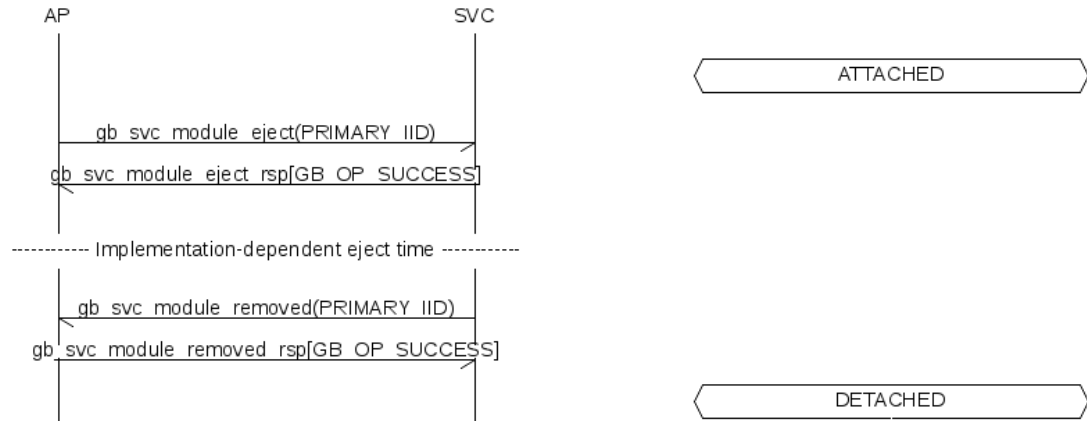 AP
SVC
ATTACHED
gb_svc_module_eject(PRIMARY_IID)
gb_svc_module_eject_rsp[GB_OP_SUCCESS]
Implementation-dependent eject time
gb_svc_module_removed(PRIMARY_IID)
gb_svc_module_removed_rsp[GB_OP_SUCCESS]
DETACHED